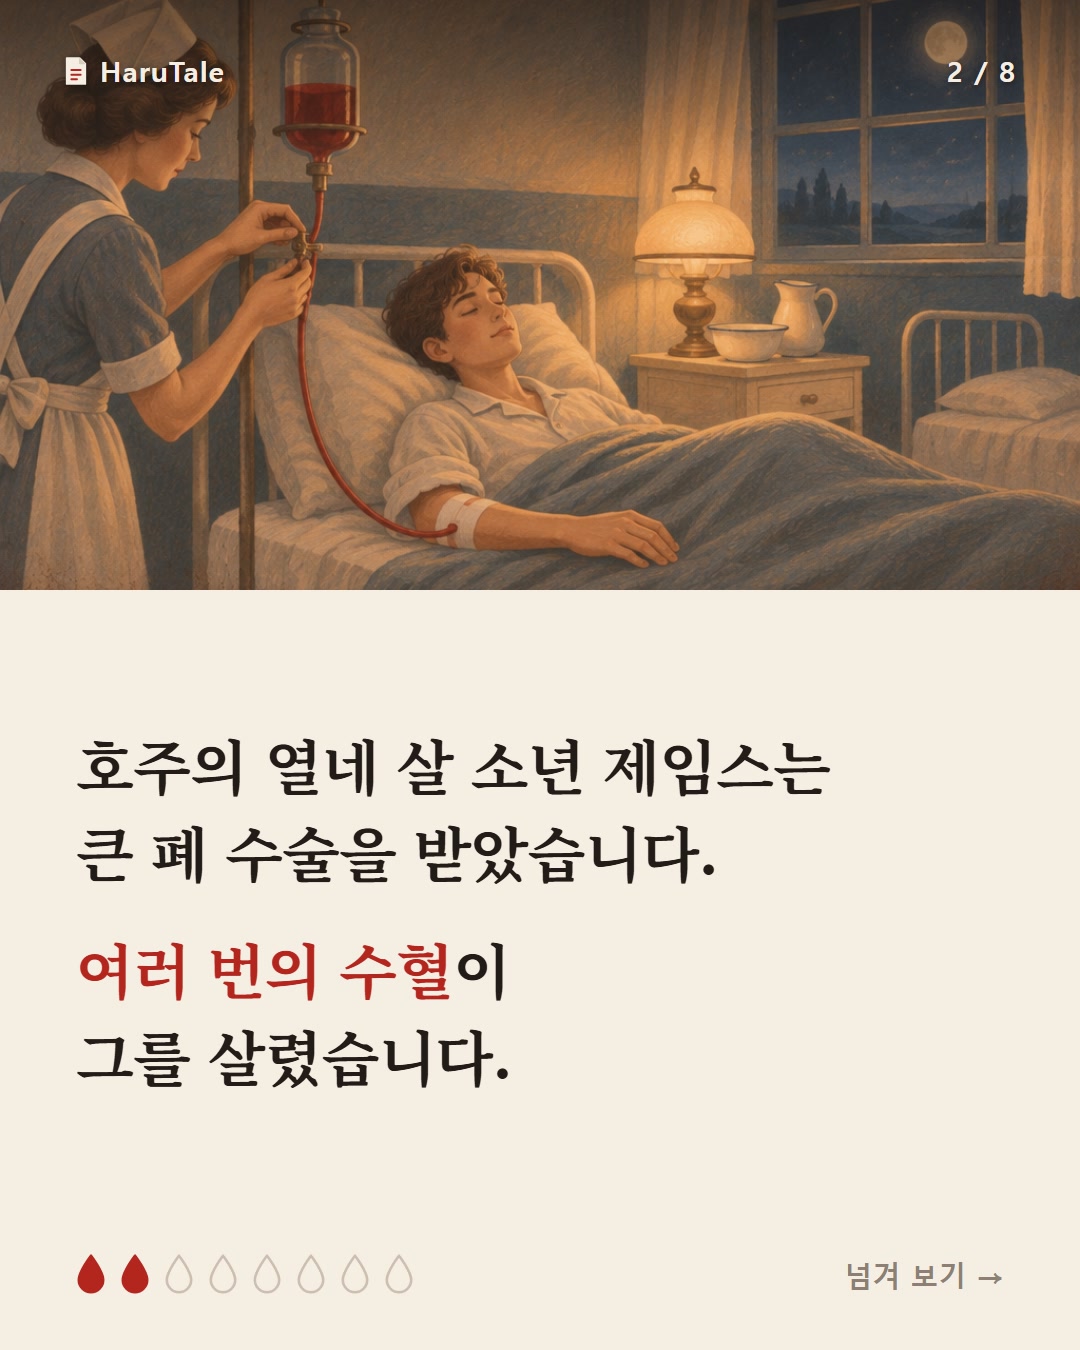 HaruTale
2 / 8
호주의 열네 살 소년 제임스는
큰 폐 수술을 받았습니다.
여러 번의 수혈이
그를 살렸습니다.
넘겨 보기 →